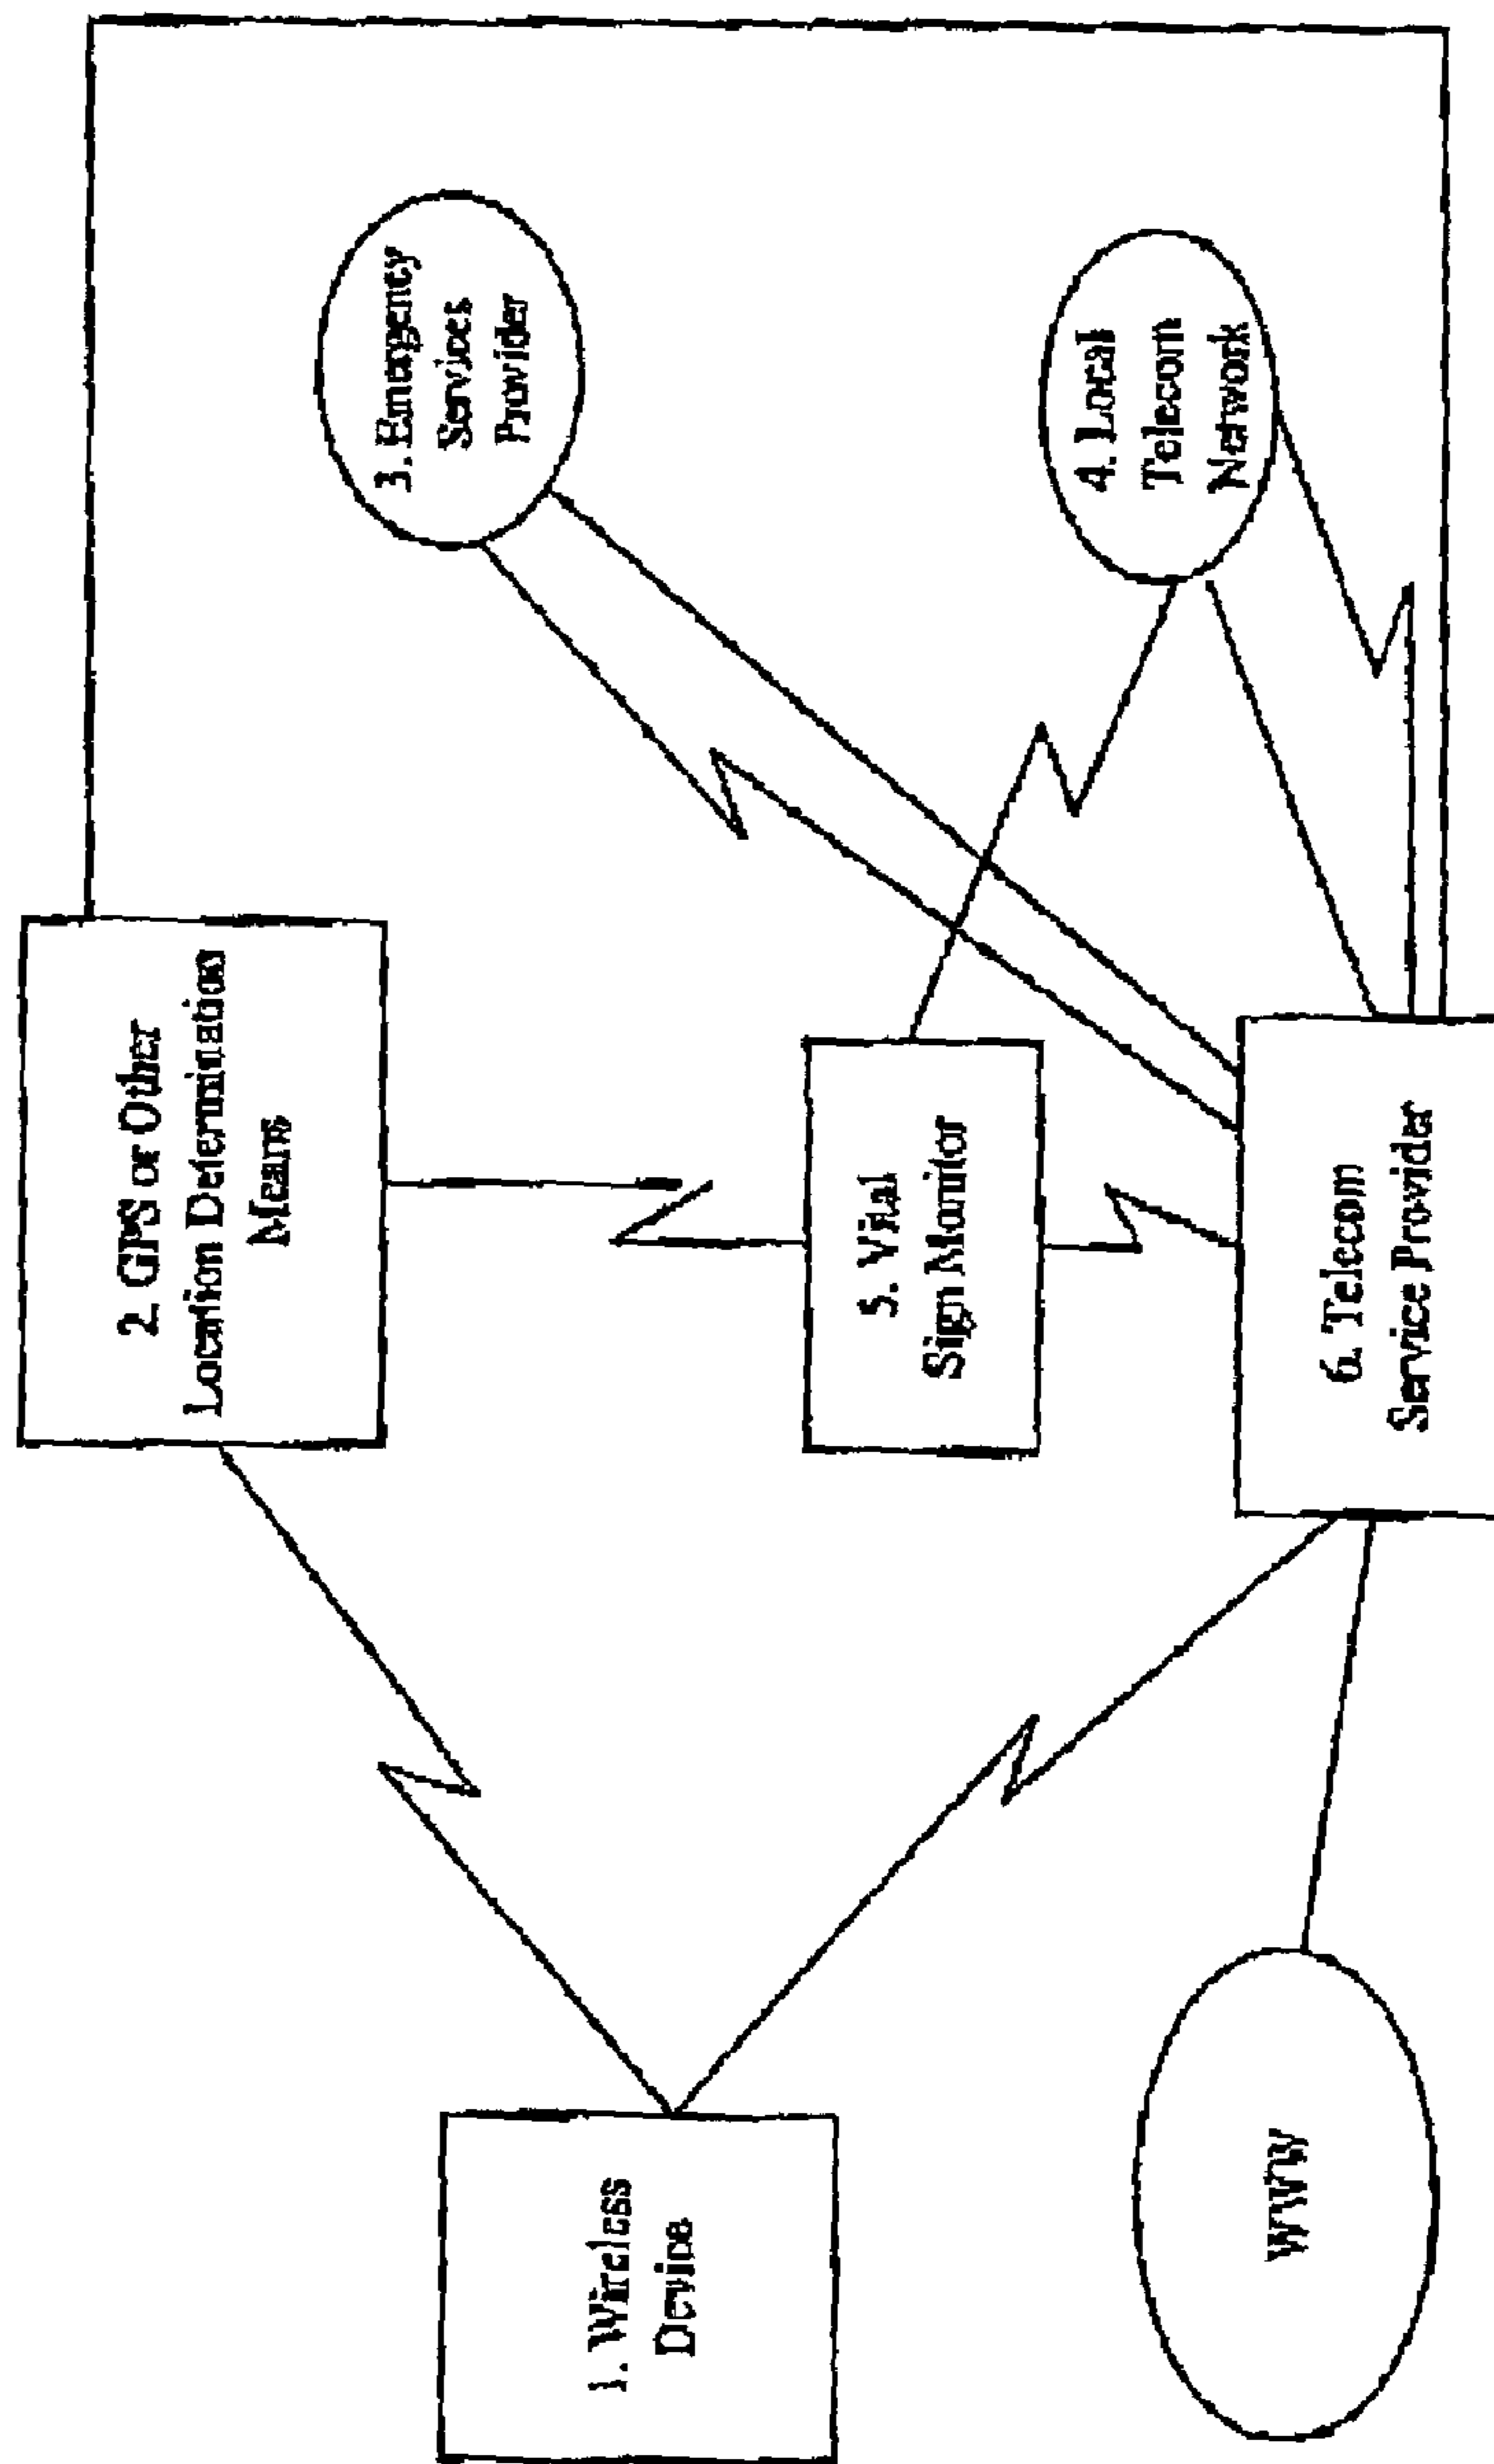 2. GPS or Other
Location Determination
Means
3. Emergency
Services
Provider
1. Wireless
Device
5. Vital
Sign Monitor
4. Local
Telecom
Network
6. Telecom
Service Provider
WWW